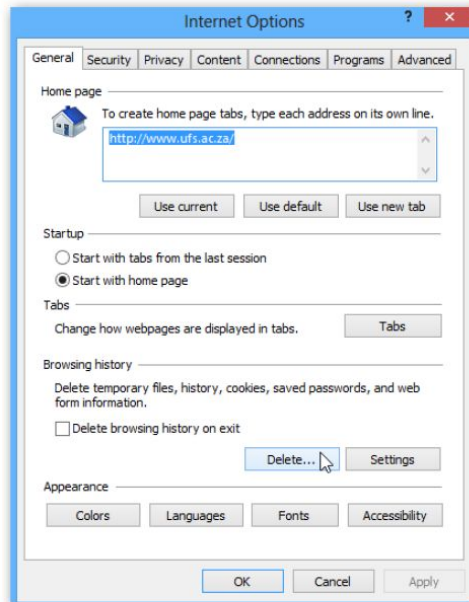 Internet Options
?
General Security Privacy Content Connections Programs Advanced
Home page
To create home page tabs, type each address on its own line.
http://www.ufs.ac.za/
Use current Use default Use new tab
Startup
Start with tabs from the last session
Start with home page
Tabs
Change how webpages are displayed in tabs. Tabs
Browsing history
Delete temporary files, history, cookies, saved passwords, and web
form information.
Delete browsing history on exit
Delete... Settings
Appearance
Colors Languages Fonts Accessibility
OK Cancel Apply